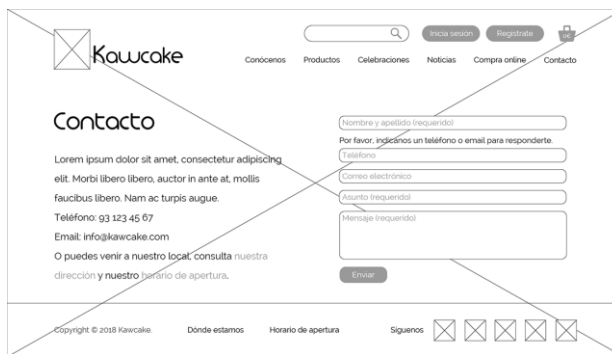 Inicia sesión Regístrate 0€
Kawcake
Conócenos Productos Celebraciones Noticias Compra online Contacto
Contacto
Lorem ipsum dolor sit amet, consectetur adipiscing
elit. Morbi libero libero, auctor in ante at, mollis
faucibus libero. Nam ac turpis augue.
Teléfono: 93 123 45 67
Email: info@kawcake.com
O puedes venir a nuestro local, consulta nuestra
dirección y nuestro horario de apertura.
Nombre y apellido (requerido)
Por favor, indícanos un teléfono o email para responderte.
Teléfono
Correo electrónico
Asunto (requerido)
Mensaje (requerido)
Enviar
Copyright © 2018 Kawcake. Dónde estamos Horario de apertura Síguenos